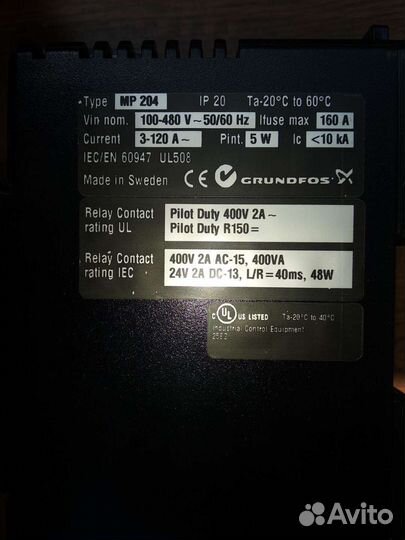 Type MP 204 IP 20 Ta-20°C to 60°C
Vin nom. 100-480 V~50/60 Hz Ifuse max 160 A
Current 3-120 A~ Pint. 5 W Ic <10 kA
IEC/EN 60947 UL508
Made in Sweden CE GRUNDFOS
Relay Contact rating UL
Pilot Duty 400V 2A~
Pilot Duty R150=
Relay Contact rating IEC
400V 2A AC-15, 400VA
24V 2A DC-13, L/R=40ms, 48W
C UL US LISTED Ta-20°C to 40°C
Industrial Control Equipment
Avito